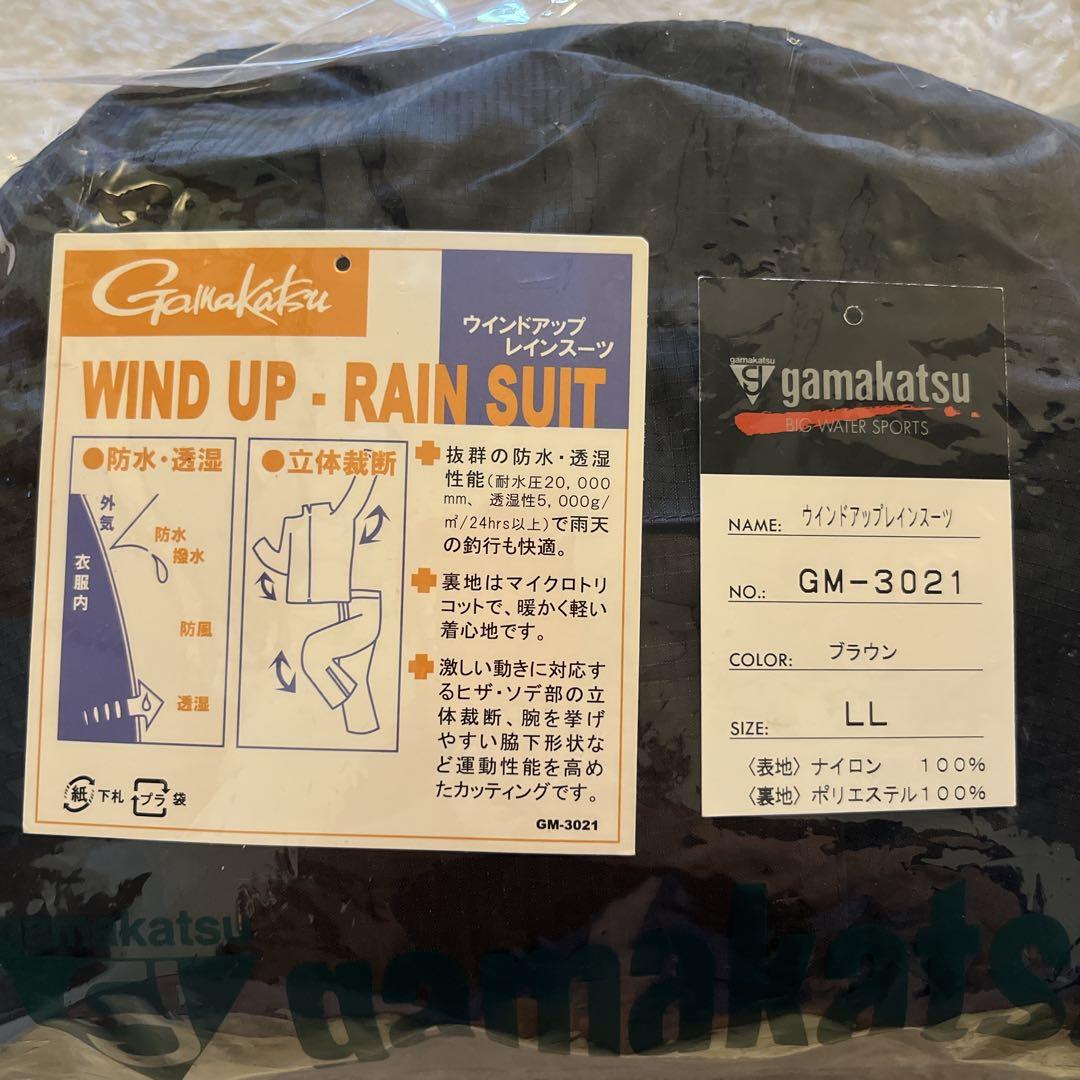 Gamakatsu
ウインドアップ
レインスーツ
WIND UP - RAIN SUIT
●防水・透湿
外気
衣服内
防水
撥水
防風
透湿
●立体裁断
抜群の防水・透湿
性能(耐水圧20,000
mm、透湿性5,000g/
㎡/24hrs以上)で雨天
の釣行も快適。
裏地はマイクロトリ
コットで、暖かく軽い
着心地です。
激しい動きに対応す
るヒザ・ソデ部の立
体裁断、腕を挙げ
やすい脇下形状な
ど運動性能を高め
たカッティングです。
紙 下札 プラ 袋
GM-3021
gamakatsu
gamakatsu
BIG WATER SPORTS
NAME: ウインドアップレインスーツ
NO.: GM-3021
COLOR: ブラウン
SIZE: LL
〈表地〉ナイロン 100%
〈裏地〉ポリエステル100%
gamakatsu
gamakats